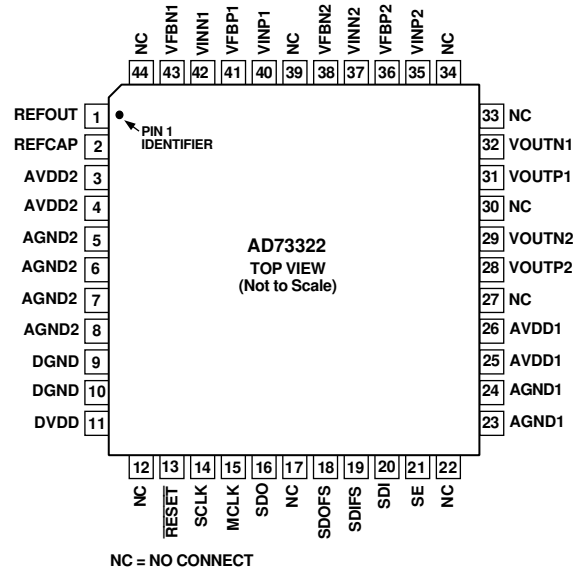 NC VFBN1 VINN1 VFBP1 VINP1 NC VFBN2 VINN2 VFBP2 VINP2 NC
44 43 42 41 40 39 38 37 36 35 34
REFOUT 1
REFCAP 2
AVDD2 3
AVDD2 4
AGND2 5
AGND2 6
AGND2 7
AGND2 8
DGND 9
DGND 10
DVDD 11
PIN 1
IDENTIFIER
AD73322
TOP VIEW
(Not to Scale)
33 NC
32 VOUTN1
31 VOUTP1
30 NC
29 VOUTN2
28 VOUTP2
27 NC
26 AVDD1
25 AVDD1
24 AGND1
23 AGND1
12 13 14 15 16 17 18 19 20 21 22
NC RESET SCLK MCLK SDO NC SDOFS SDIFS SDI SE NC
NC = NO CONNECT